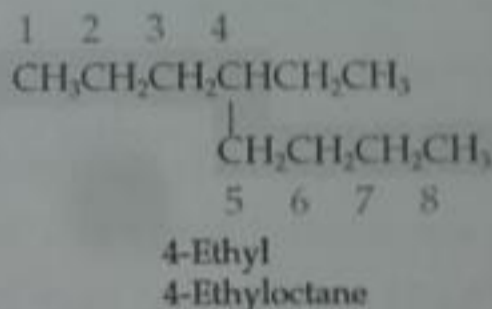 1 2 3 4
CH₃CH₂CH₂CHCH₂CH₃
|
CH₂CH₂CH₂CH₃
5 6 7 8
4-Ethyl
4-Ethyloctane